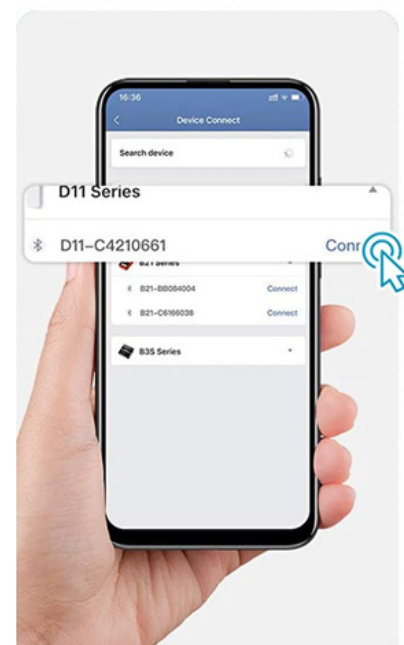 16:36
Device Connect
Search device
D11 Series
D11-C4210661
B21 Series
B21-BB084004 Connect
B21-C6166038 Connect
B3S Series